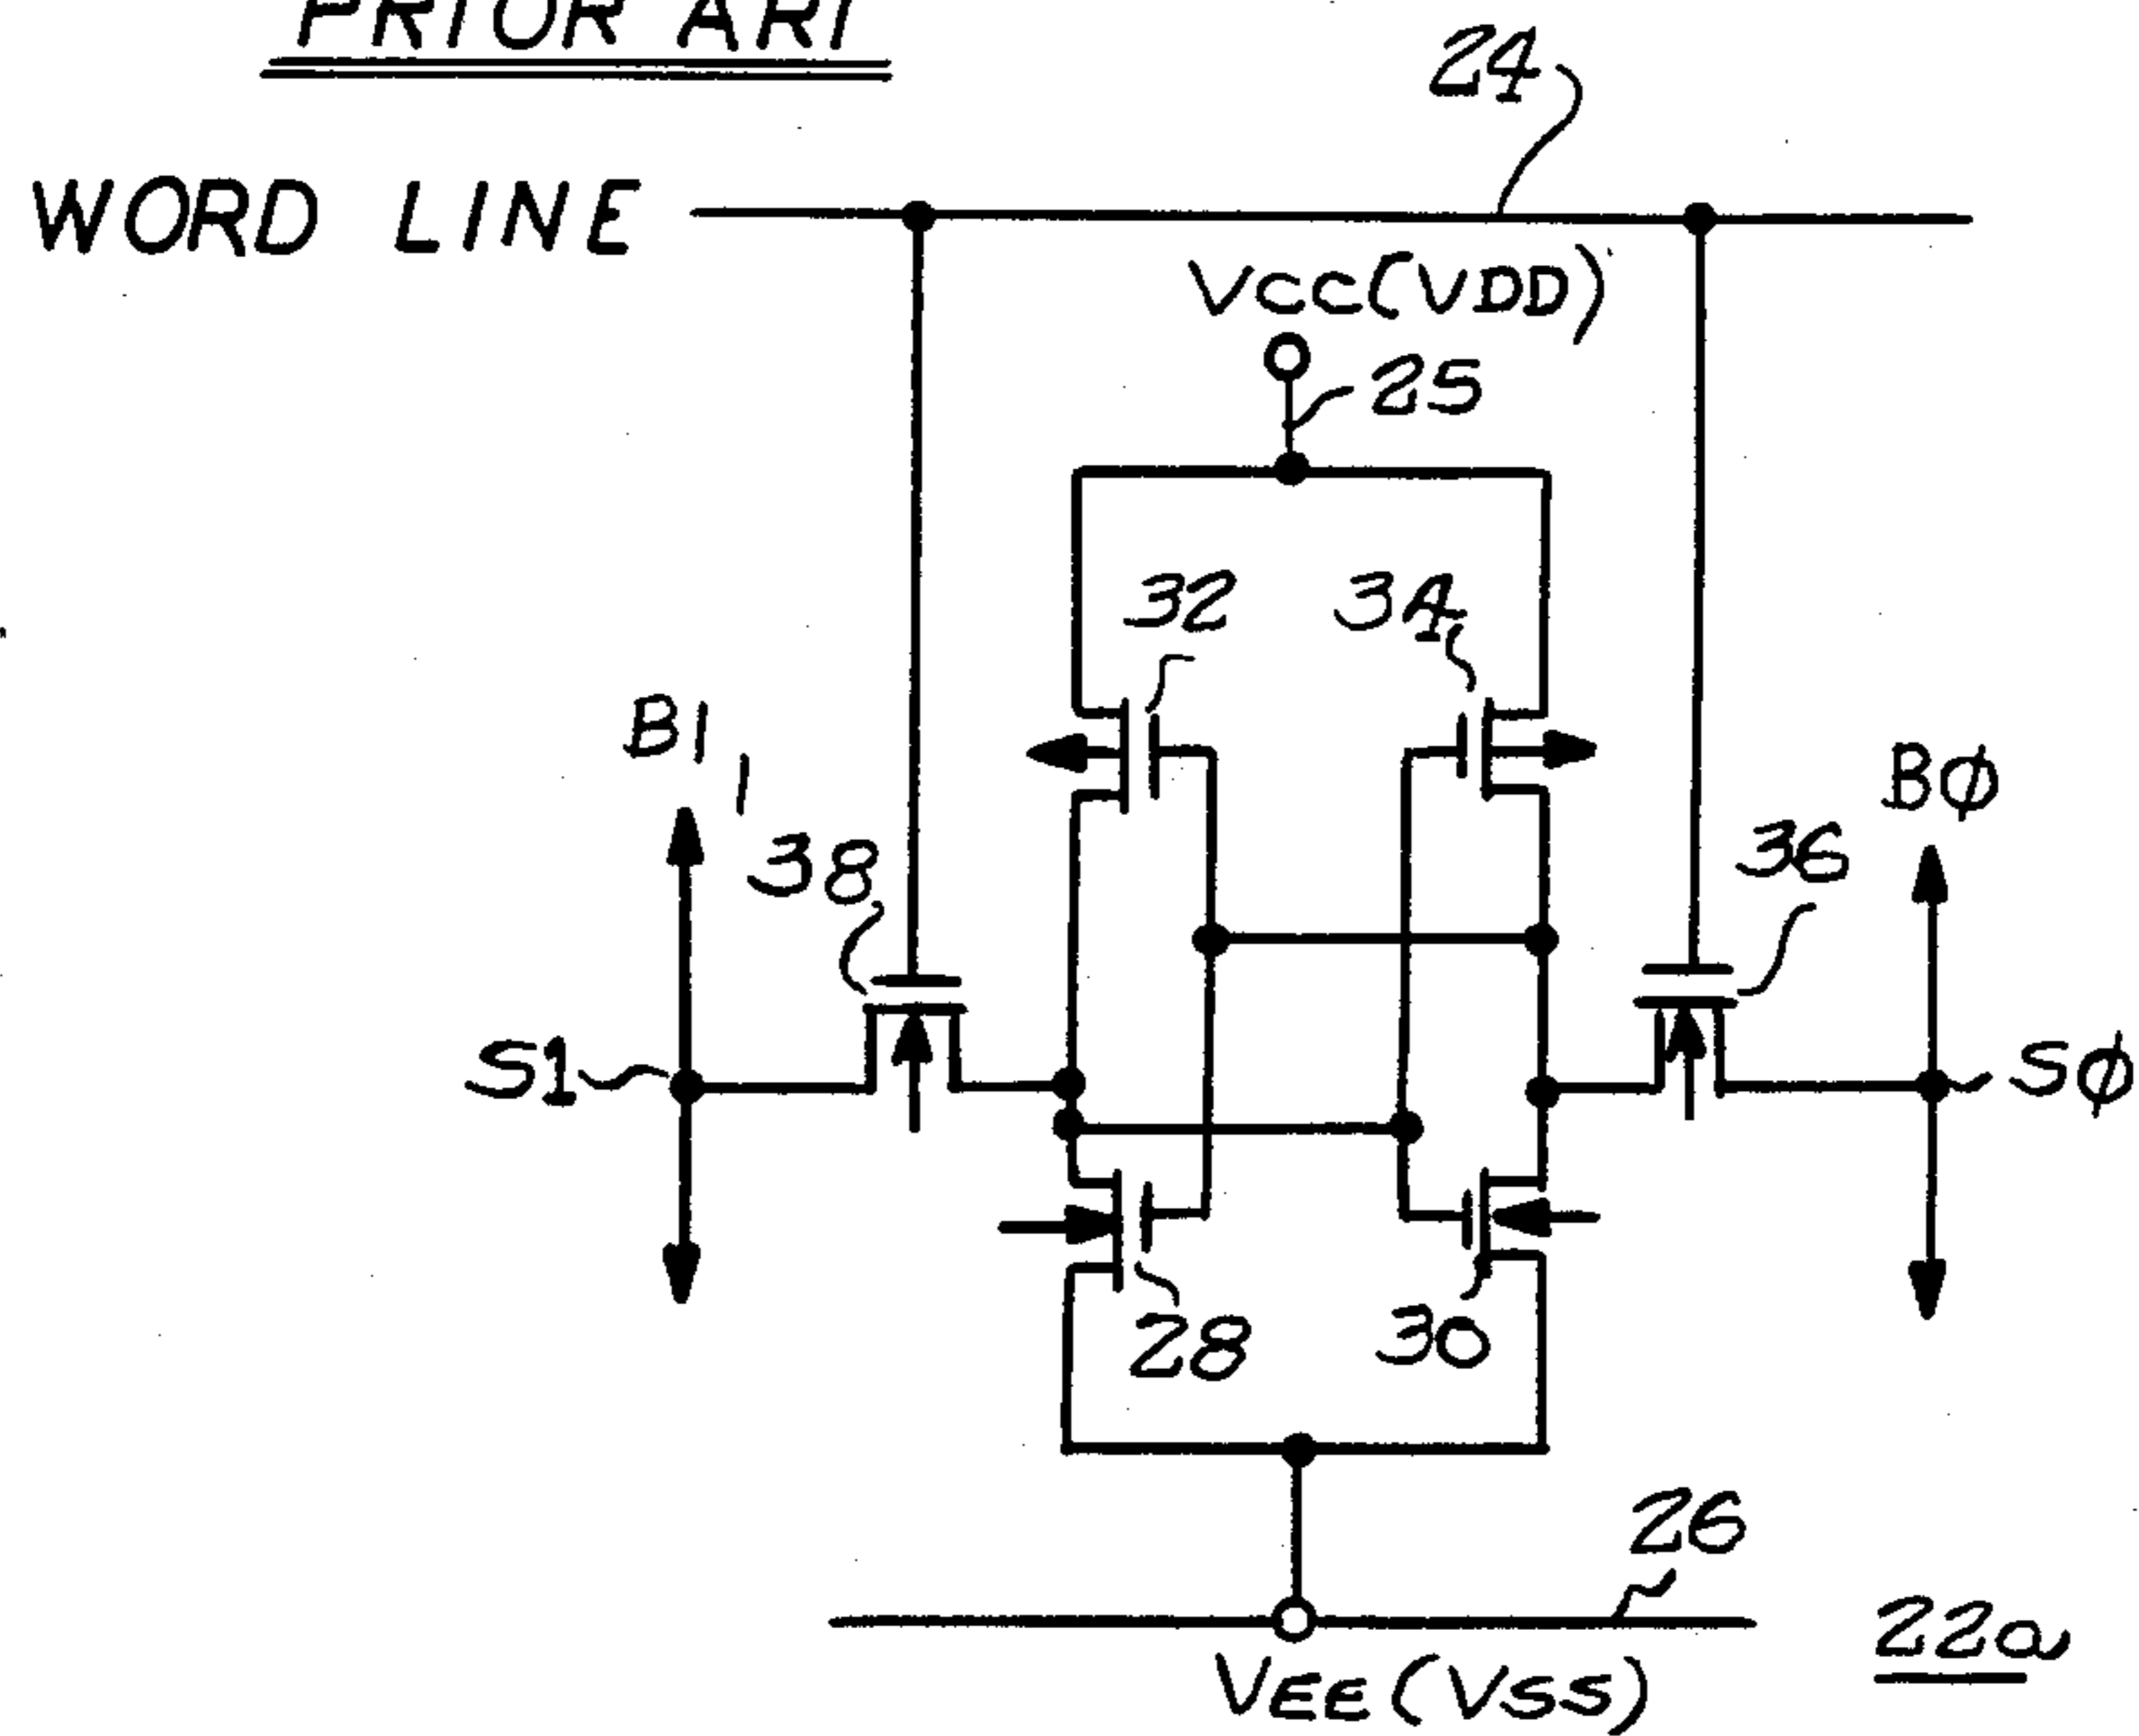 PRIOR ART
24
WORD LINE
VCC(VDD)
25
32
34
B1
BØ
38
36
S1
SØ
28
30
26
22a
VEE(VSS)